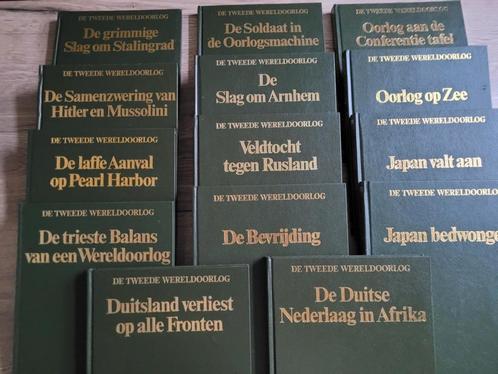 De grimmige
Slag om Stalingrad
DE TWEEDE WERELDOORLOG
De Soldaat in
de Oorlogsmachine
DE TWEEDE WERELDOORLOG
Oorlog aan de
Conferentie tafel
DE TWEEDE WERELDOORLOG
De Samenzwering van
Hitler en Mussolini
DE TWEEDE WERELDOORLOG
De
Slag om Arnhem
DE TWEEDE WERELDOORLOG
Oorlog op Zee
DE TWEEDE WERELDOORLOG
De laffe Aanval
op Pearl Harbor
DE TWEEDE WERELDOORLOG
Veldtocht
tegen Rusland
DE TWEEDE WERELDOORLOG
Japan valt aan
DE TWEEDE WERELDOORLOG
De trieste Balans
van een Wereldoorlog
DE TWEEDE WERELDOORLOG
De Bevrijding
DE TWEEDE WERELDOORLOG
Japan bedwonge
DE TWEEDE WERELDOORLOG
Duitsland verliest
op alle Fronten
DE TWEEDE WERELDOORLOG
De Duitse
Nederlaag in Afrika